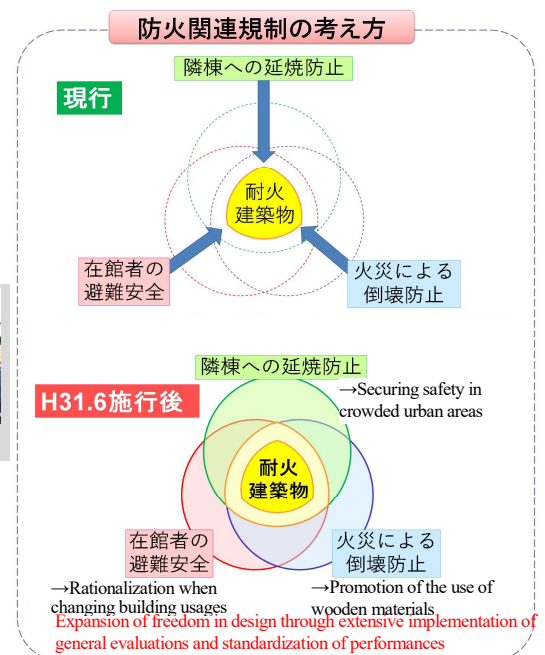 防火関連規制の考え方
隣棟への延焼防止
現行
耐火
建築物
在館者の
避難安全
火災による
倒壊防止
隣棟への延焼防止
→Securing safety in
crowded urban areas
H31.6施行後
耐火
建築物
在館者の
避難安全
火災による
倒壊防止
→Rationalization when
changing building usages
→Promotion of the use of
wooden materials
Expansion of freedom in design through extensive implementation of
general evaluations and standardization of performances